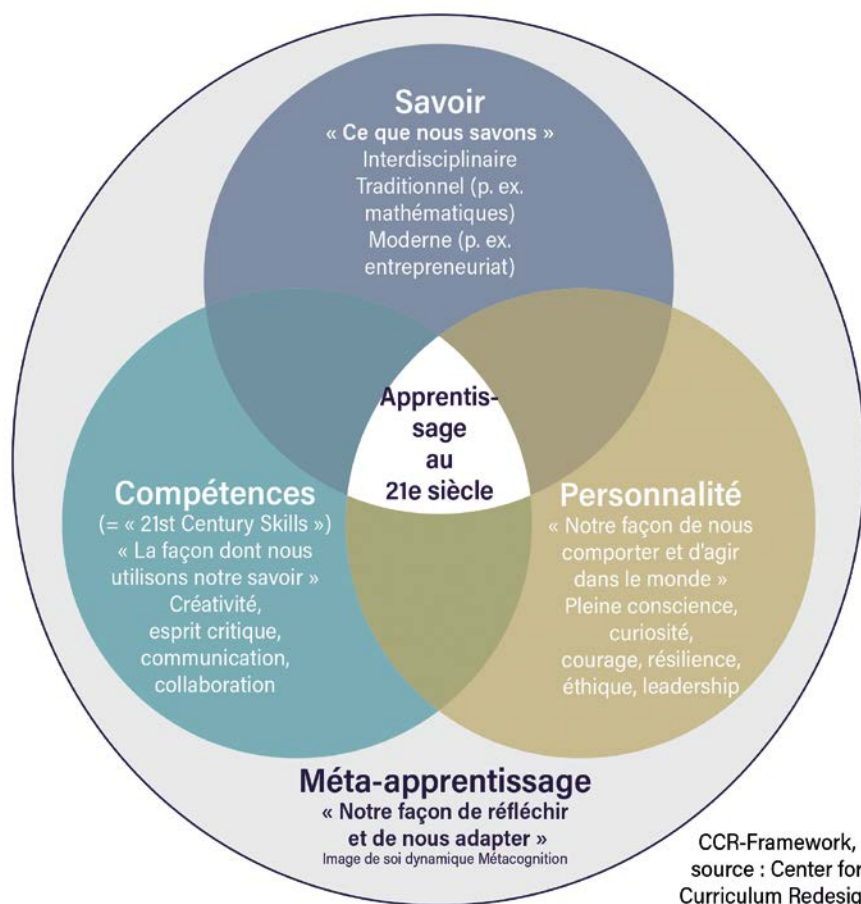 Savoir
« Ce que nous savons »
Interdisciplinaire
Traditionnel (p. ex.
mathématiques)
Moderne (p. ex.
entrepreneuriat)
Apprentis-
sage
au
21e siècle
Compétences
(= « 21st Century Skills »)
« La façon dont nous
utilisons notre savoir »
Créativité,
esprit critique,
communication,
collaboration
Personnalité
« Notre façon de nous
comporter et d'agir
dans le monde »
Pleine conscience,
curiosité,
courage, résilience,
éthique, leadership
Méta-apprentissage
« Notre façon de réfléchir
et de nous adapter »
Image de soi dynamique Métacognition
CCR-Framework,
source : Center for
Curriculum Redesig